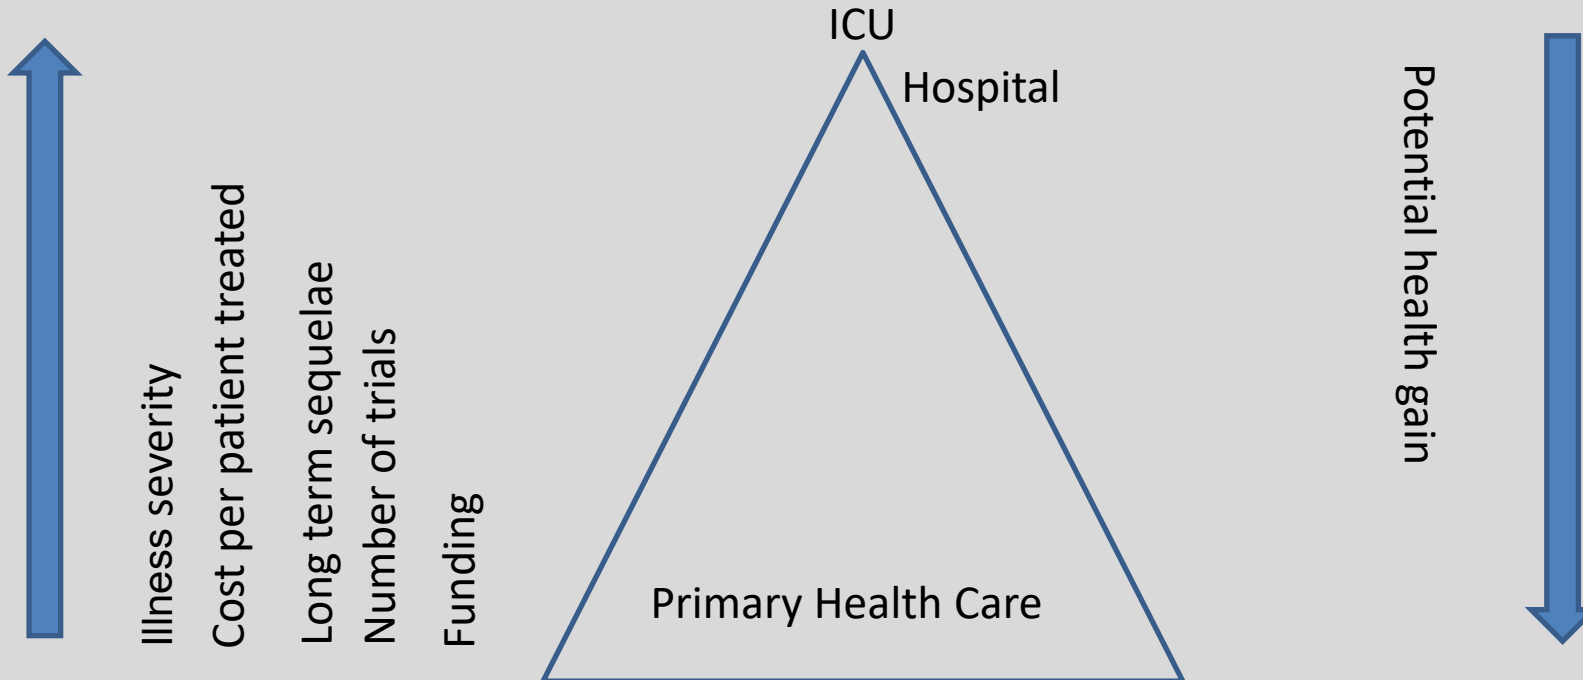 ICU
Hospital
Illness severity
Cost per patient treated
Long term sequelae
Number of trials
Funding
Primary Health Care
Potential health gain